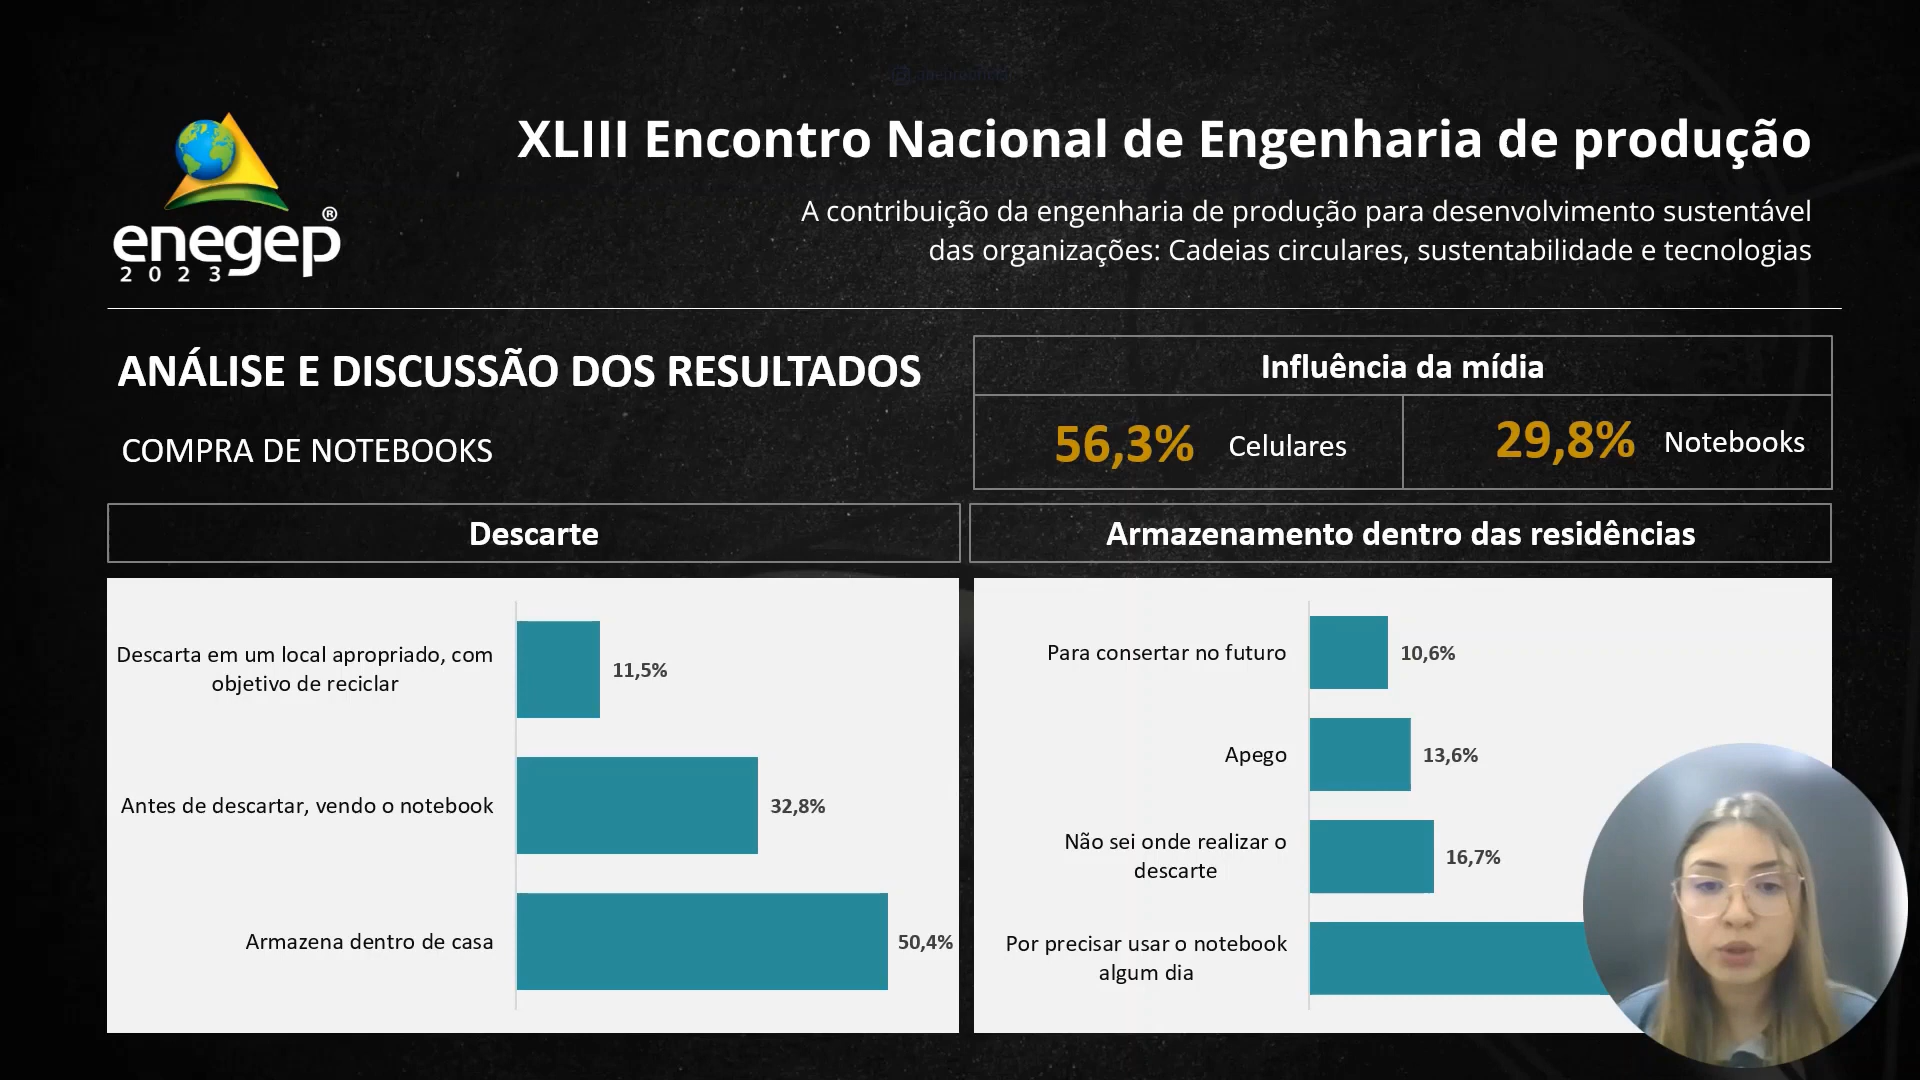 XLIII Encontro Nacional de Engenharia de produção
A contribuição da engenharia de produção para desenvolvimento sustentável
das organizações: Cadeias circulares, sustentabilidade e tecnologias
enegep®
2023
ANÁLISE E DISCUSSÃO DOS RESULTADOS
COMPRA DE NOTEBOOKS
Influência da mídia
56,3% Celulares
29,8% Notebooks
Descarte
Descarta em um local apropriado, com
objetivo de reciclar
11,5%
Antes de descartar, vendo o notebook
32,8%
Armazena dentro de casa
50,4%
Armazenamento dentro das residências
Para consertar no futuro
10,6%
Apego
13,6%
Não sei onde realizar o
descarte
16,7%
Por precisar usar o notebook
algum dia